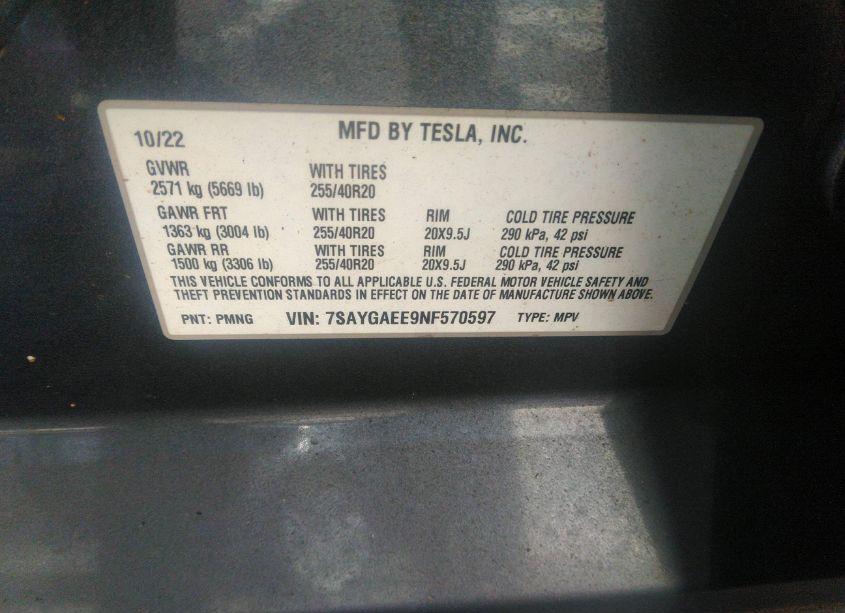 10/22 MFD BY TESLA, INC.
GVWR WITH TIRES
2571 kg (5669 lb) 255/40R20
GAWR FRT WITH TIRES RIM COLD TIRE PRESSURE
1363 kg (3004 lb) 255/40R20 20X9.5J 290 kPa, 42 psi
GAWR RR WITH TIRES RIM COLD TIRE PRESSURE
1500 kg (3306 lb) 255/40R20 20X9.5J 290 kPa, 42 psi
THIS VEHICLE CONFORMS TO ALL APPLICABLE U.S. FEDERAL MOTOR VEHICLE SAFETY AND
THEFT PREVENTION STANDARDS IN EFFECT ON THE DATE OF MANUFACTURE SHOWN ABOVE.
PNT: PMNG VIN: 7SAYGAEE9NF570597 TYPE: MPV